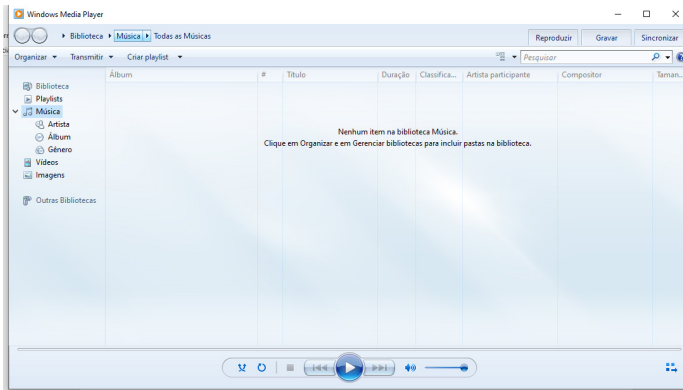 Windows Media Player
Biblioteca Música Todas as Músicas
Reproduzir Gravar Sincronizar
Organizar Transmitir Criar playlist Pesquisar
Álbum # Título Duração Classifica... Artista participante Compositor Taman...
Biblioteca
Playlists
Música
Artista
Álbum
Gênero
Vídeos
Imagens
Outras Bibliotecas
Nenhum item na biblioteca Música.
Clique em Organizar e em Gerenciar bibliotecas para incluir pastas na biblioteca.